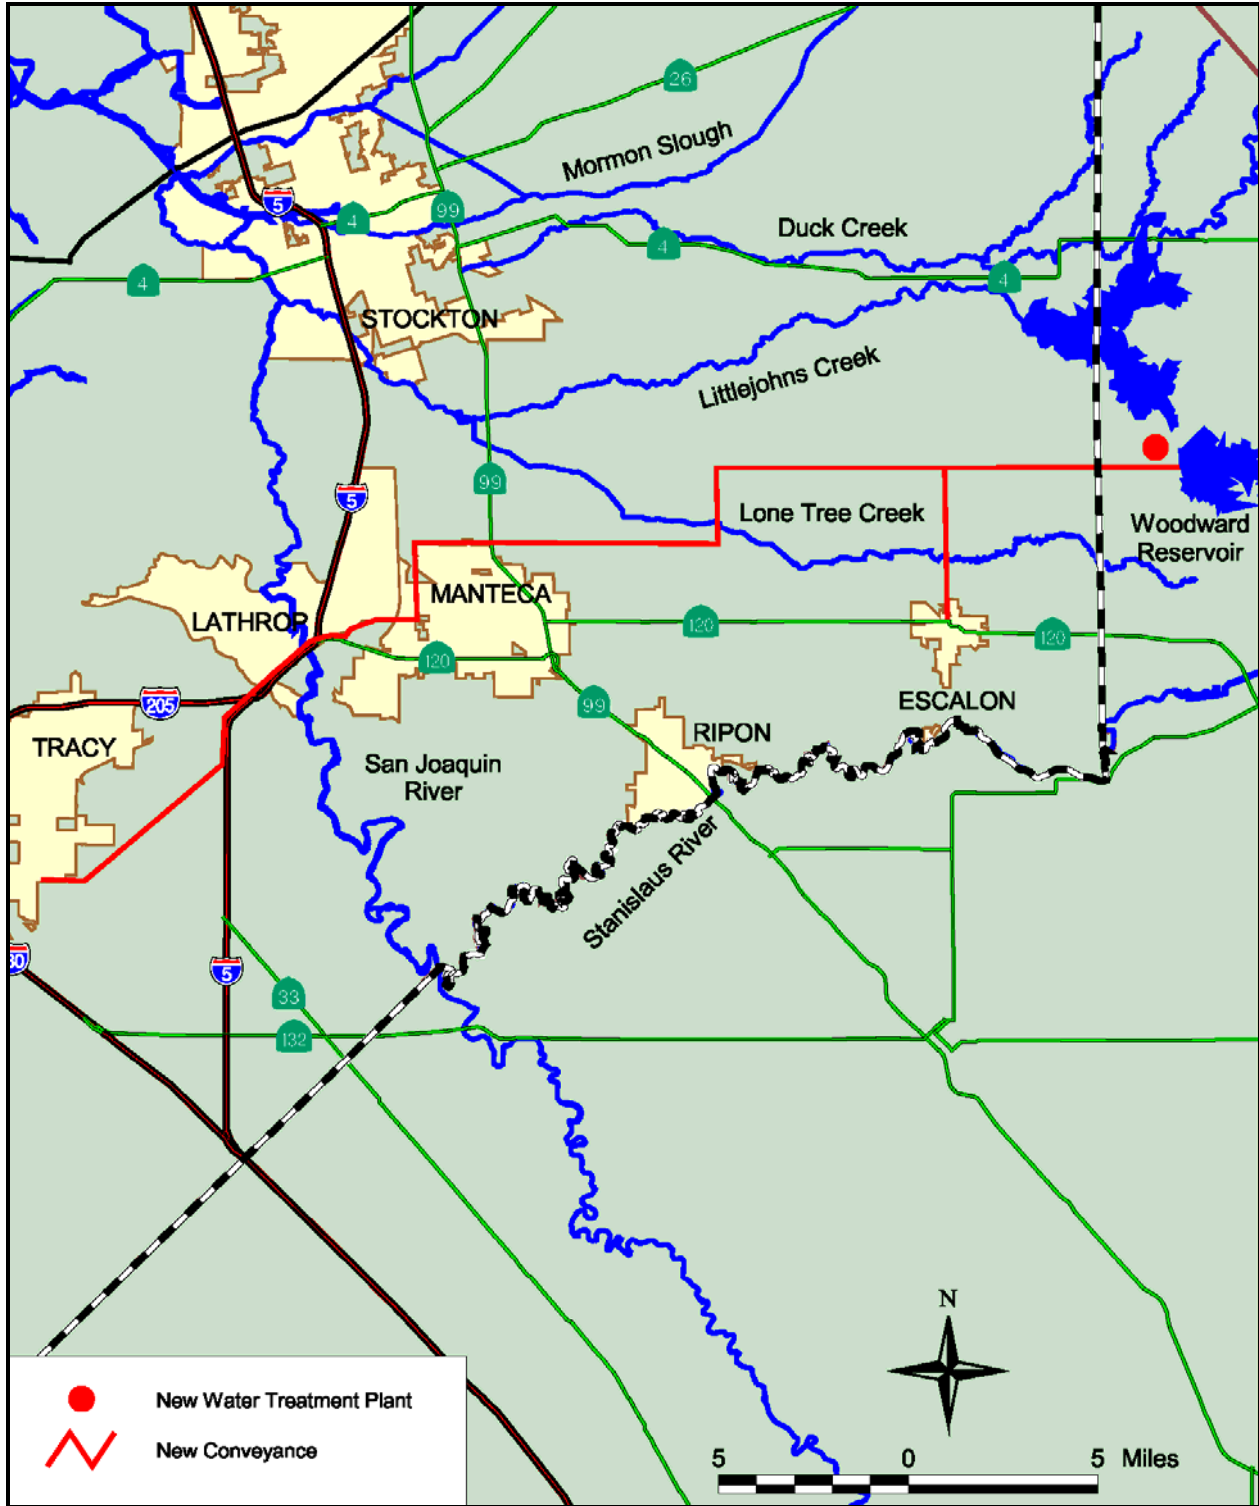 26
Mormon Slough
5
4
99
Duck Creek
4
4
4
STOCKTON
Littlejohns Creek
99
5
Lone Tree Creek
Woodward
Reservoir
MANTECA
LATHROP
120
120
120
ESCALON
205
99
RIPON
TRACY
San Joaquin
River
Stanislaus River
5
33
132
N
New Water Treatment Plant
New Conveyance
5 0 5 Miles